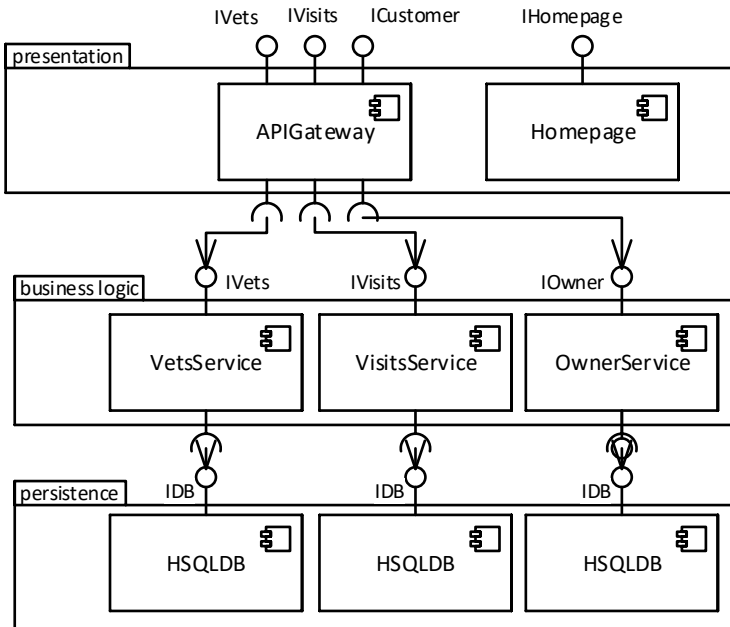 IVets IVisits ICustomer IHomepage
presentation
APIGateway Homepage
business logic IVets IVisits IOwner
VetsService VisitsService OwnerService
persistence IDB IDB IDB
HSQLDB HSQLDB HSQLDB